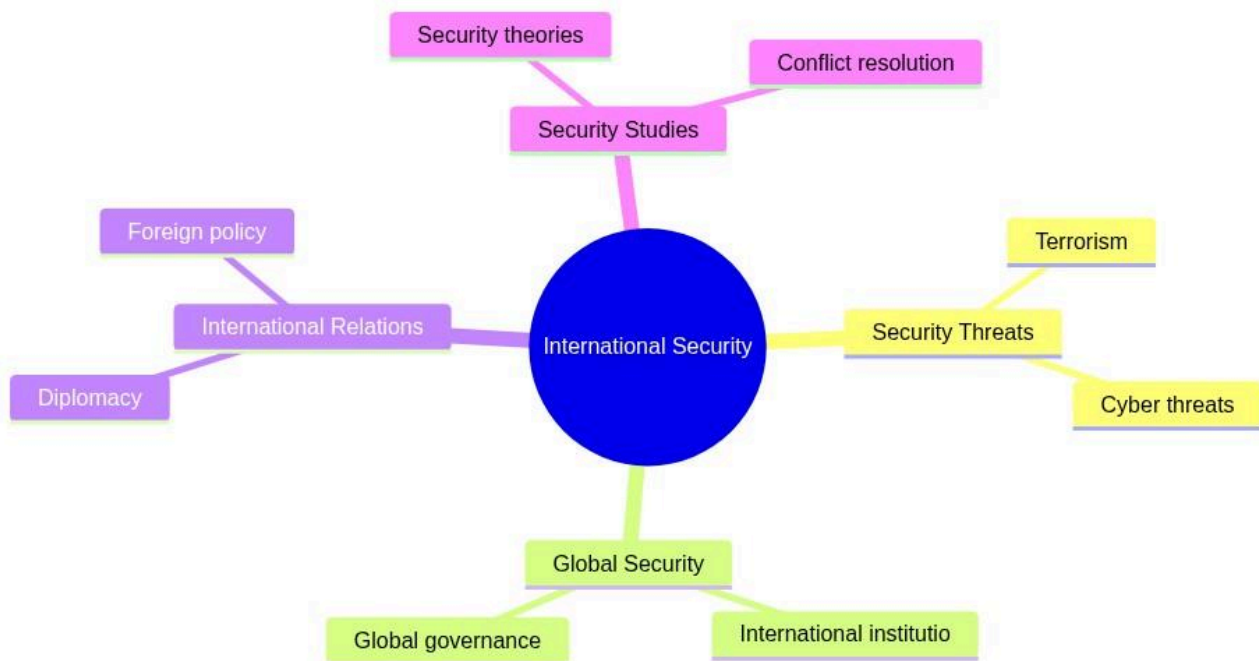 Security theories
Conflict resolution
Security Studies
Foreign policy
Terrorism
International Relations
International Security
Security Threats
Diplomacy
Cyber threats
Global Security
Global governance
International institutio